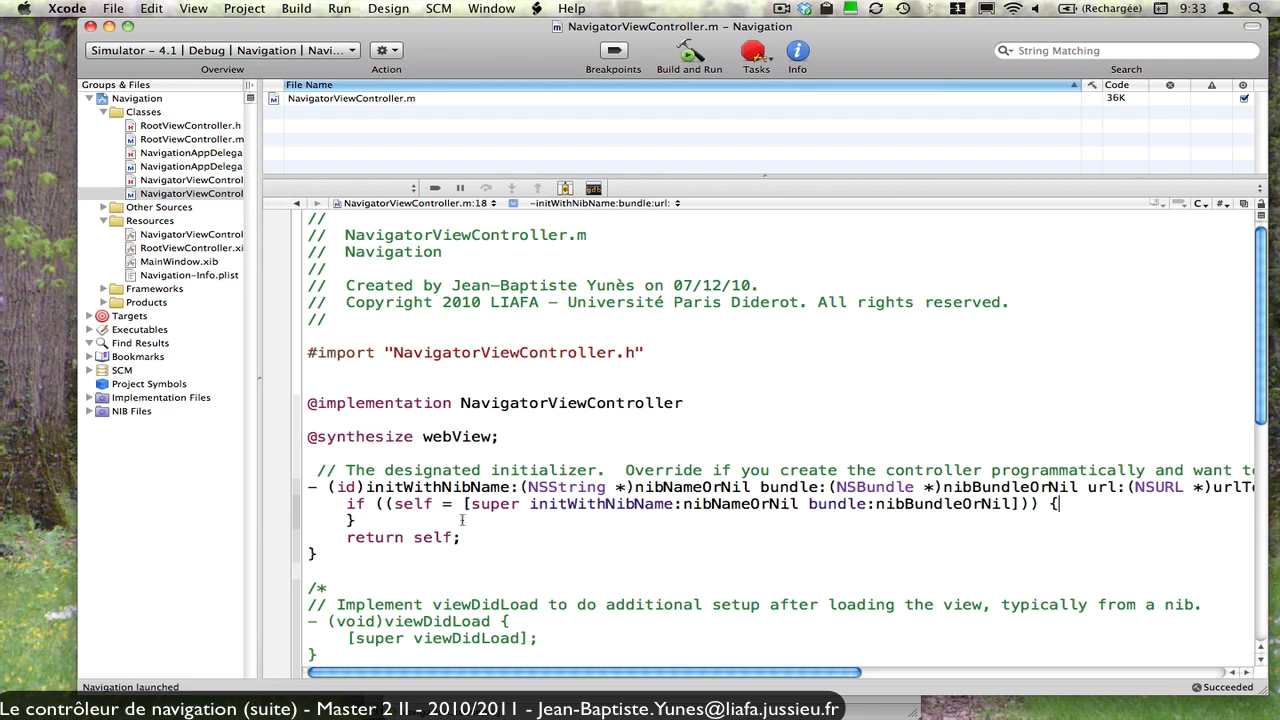 Xcode File Edit View Project Build Run Design SCM Window Help (Rechargée) 9:33
NavigatorViewController.m - Navigation
Simulator - 4.1 | Debug | Navigation | Navi...
String Matching
Overview Action Breakpoints Build and Run Tasks Info Search
Groups & Files
Navigation
Classes
RootViewController.h
RootViewController.m
NavigationAppDelega
NavigationAppDelega
NavigatorViewControl
NavigatorViewControl
Other Sources
Resources
NavigatorViewControl
RootViewController.xi
MainWindow.xib
Navigation-Info.plist
Frameworks
Products
Targets
Executables
Find Results
Bookmarks
SCM
Project Symbols
Implementation Files
NIB Files
File Name Code
NavigatorViewController.m 36K
NavigatorViewController.m:18 -initWithNibName:bundle:url: C #
//
// NavigatorViewController.m
// Navigation
//
// Created by Jean-Baptiste Yunès on 07/12/10.
// Copyright 2010 LIAFA - Université Paris Diderot. All rights reserved.
//
#import "NavigatorViewController.h"
@implementation NavigatorViewController
@synthesize webView;
// The designated initializer.  Override if you create the controller programmatically and want to
- (id)initWithNibName:(NSString *)nibNameOrNil bundle:(NSBundle *)nibBundleOrNil url:(NSURL *)urlTo
if ((self = [super initWithNibName:nibNameOrNil bundle:nibBundleOrNil])) {
}
return self;
}
/*
// Implement viewDidLoad to do additional setup after loading the view, typically from a nib.
- (void)viewDidLoad {
[super viewDidLoad];
}
Navigation launched Succeeded
Le contrôleur de navigation (suite) - Master 2 II - 2010/2011 - Jean-Baptiste.Yunes@liafa.jussieu.fr